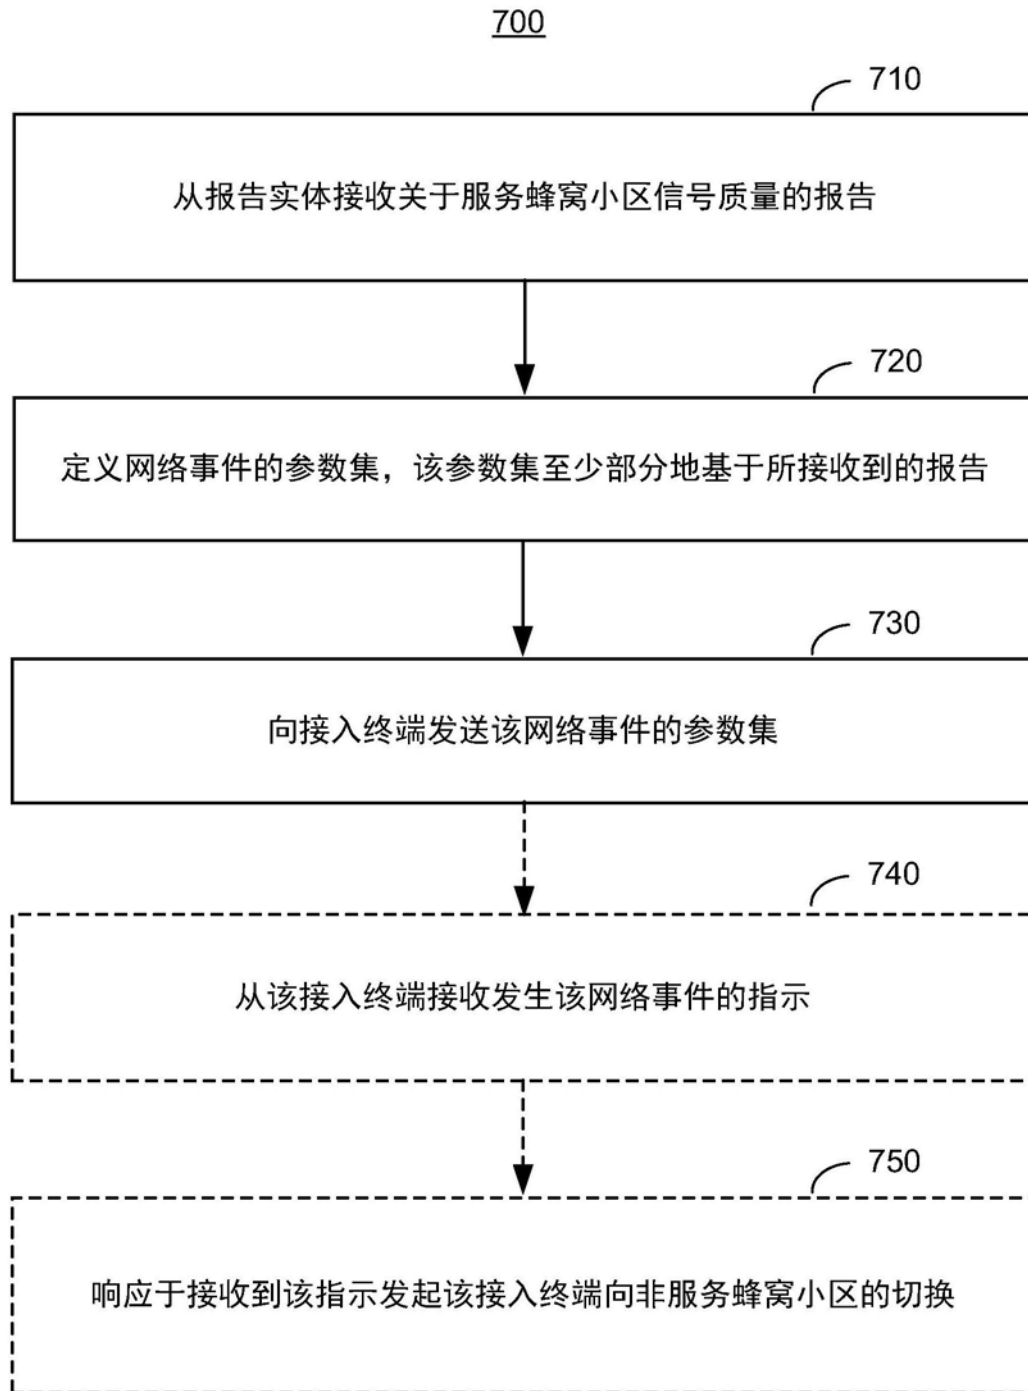 700
710
从报告实体接收关于服务蜂窝小区信号质量的报告
720
定义网络事件的参数集，该参数集至少部分地基于所接收到的报告
730
向接入终端发送该网络事件的参数集
740
从该接入终端接收发生该网络事件的指示
750
响应于接收到该指示发起该接入终端向非服务蜂窝小区的切换